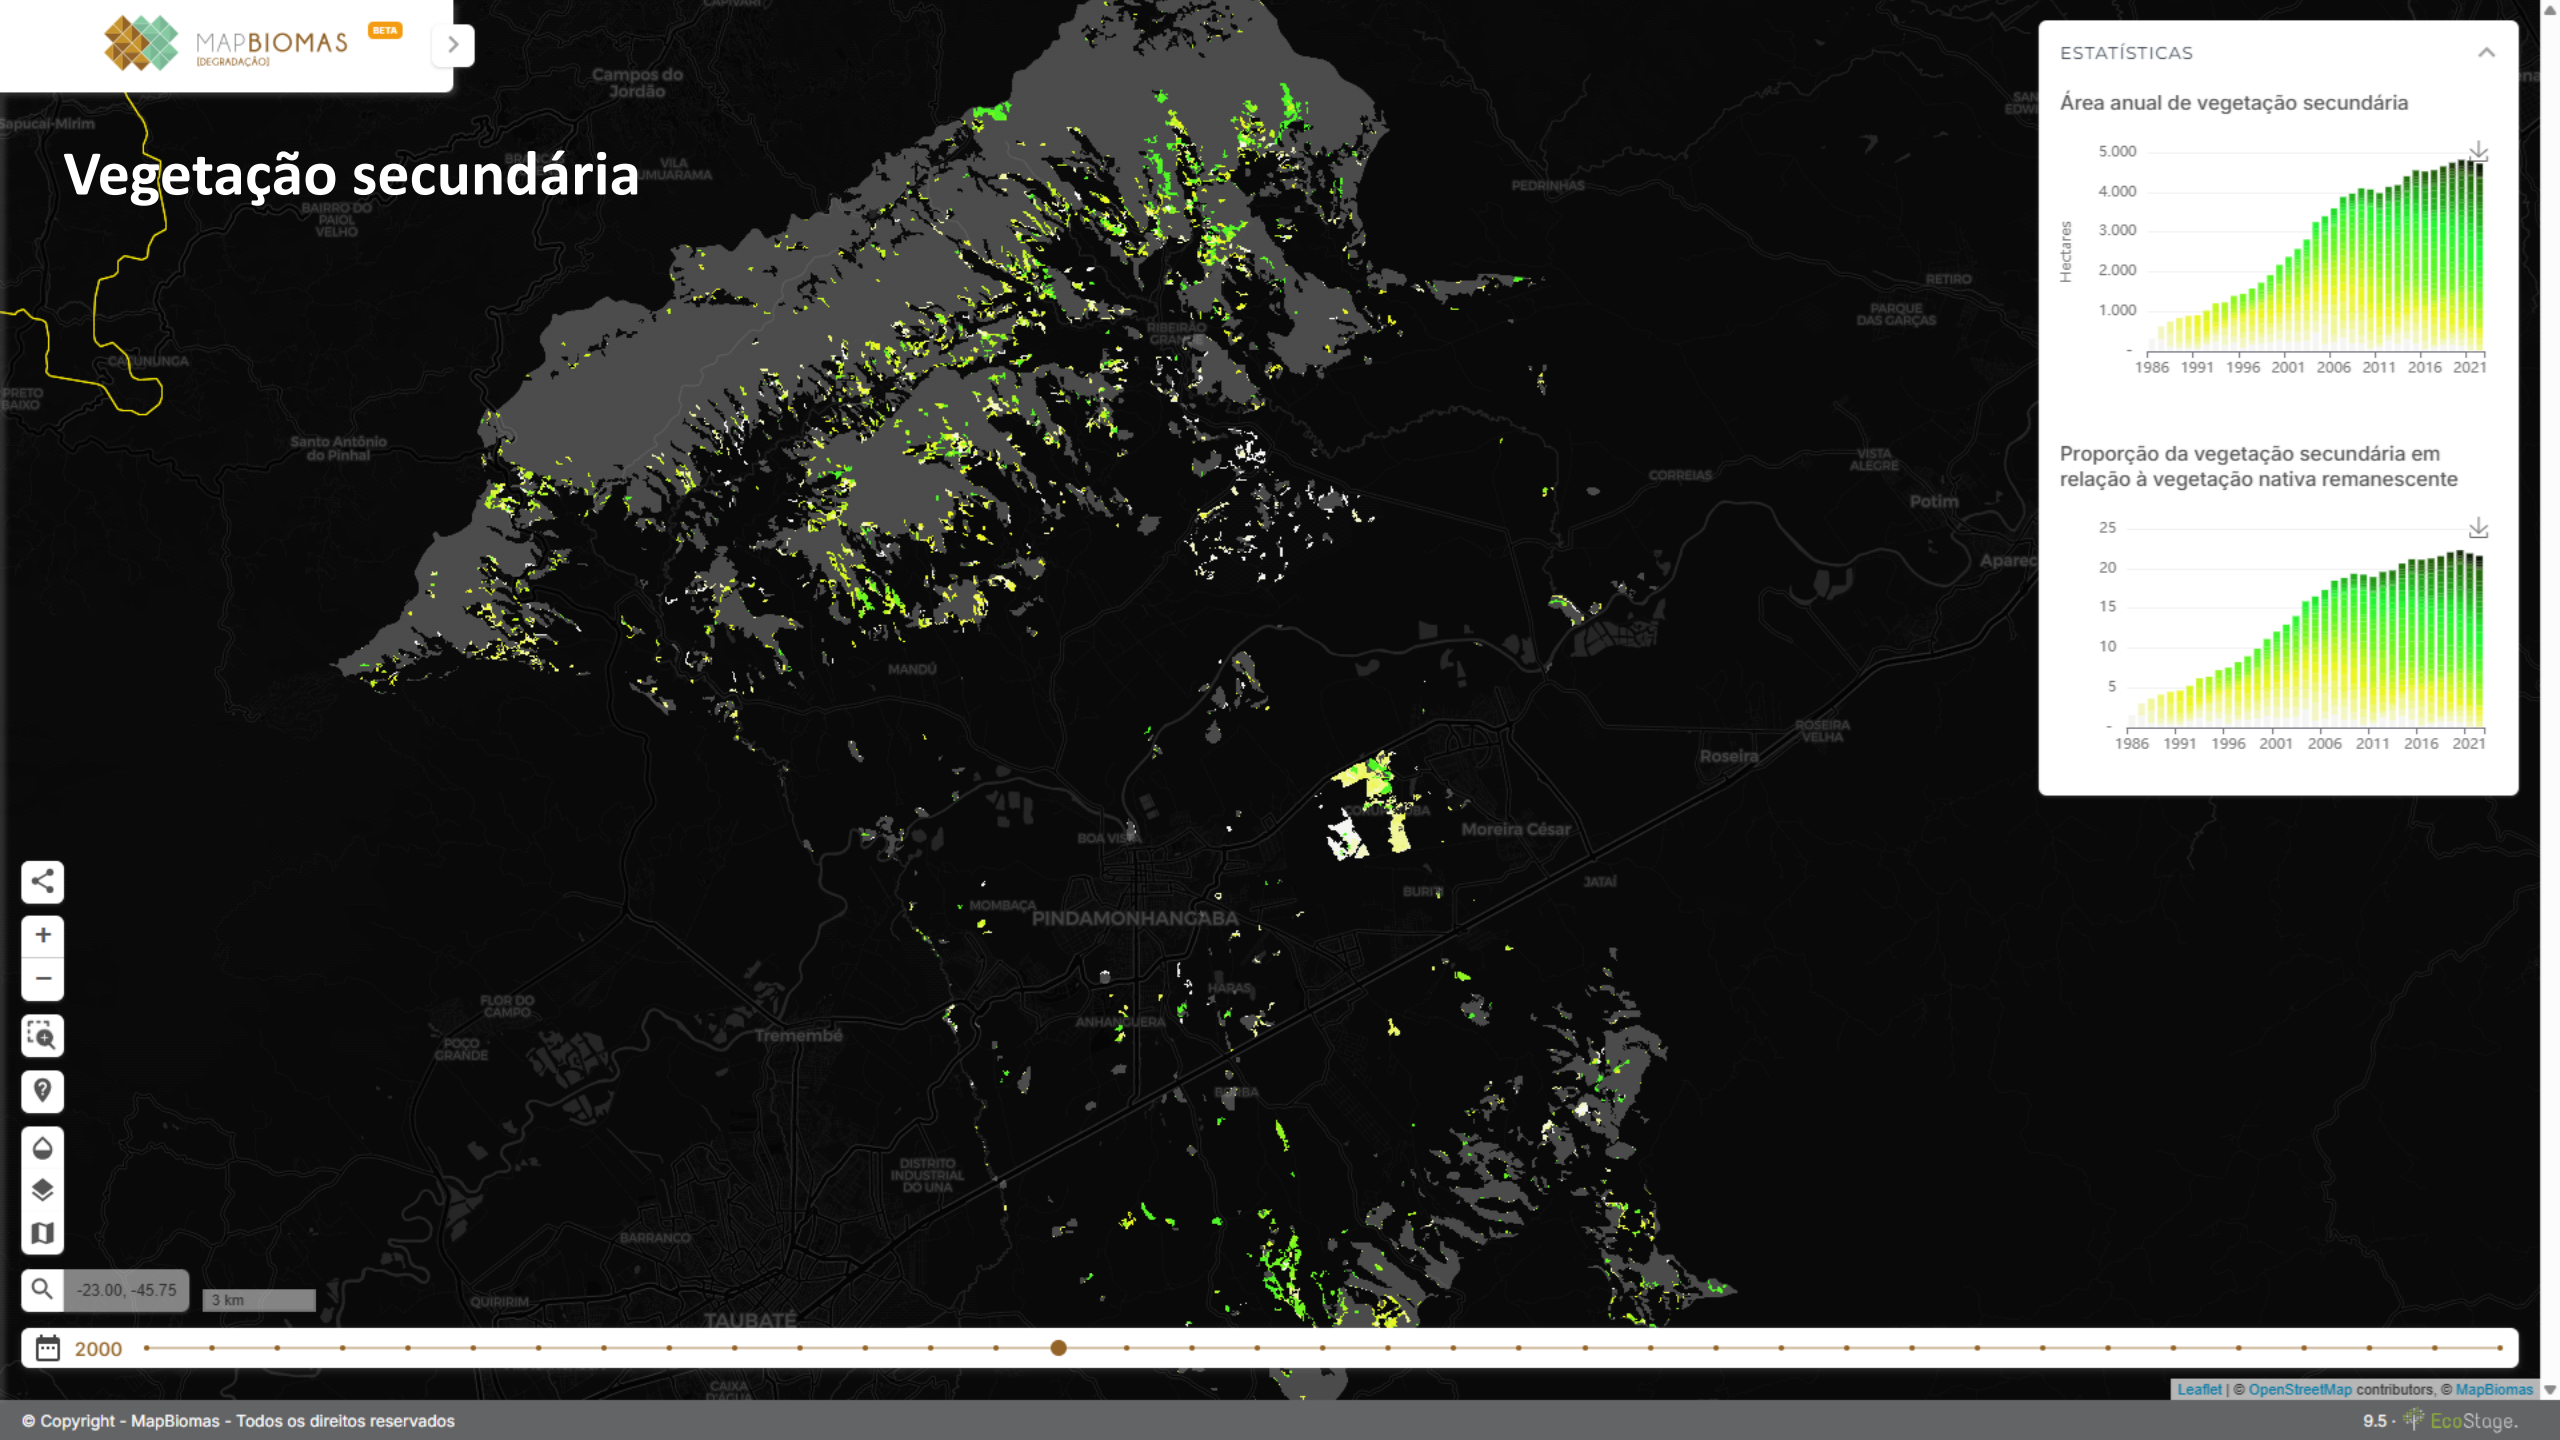 MAPBIOMAS
BETA
[DEGRADAÇÃO]
Vegetação secundária
Campos do
Jordão
CAPIVARI
Sapucaí-Mirim
VILA
BAIRRO DO
PAIOL
VELHO
PRETO
BAIXO
Santo Antônio
do Pinhal
RIBEIRÃO
GRANDE
PEDRINHAS
RETIRO
PARQUE
DAS GARÇAS
VISTA
ALEGRE
CORREIAS
Potim
Aparec
MANDÚ
ROSEIRA
VELHA
Roseira
BOA VISTA
Moreira César
JATAÍ
BURITI
MOMBAÇA
PINDAMONHANGABA
HARAS
ANHANGUERA
FLOR DO
CAMPO
POÇO
GRANDE
Tremembé
DISTRITO
INDUSTRIAL
DO UNA
BARRANCO
QUIRIRIM
TAUBATÉ
CAIXA
D'ÁGUA
ESTATÍSTICAS
Área anual de vegetação secundária
5.000
4.000
3.000
2.000
1.000
-
Hectares
1986 1991 1996 2001 2006 2011 2016 2021
Proporção da vegetação secundária em
relação à vegetação nativa remanescente
25
20
15
10
5
-
1986 1991 1996 2001 2006 2011 2016 2021
+
−
-23.00, -45.75
3 km
2000
Leaflet | © OpenStreetMap contributors, © MapBiomas
© Copyright - MapBiomas - Todos os direitos reservados
9.5 · EcoStage.